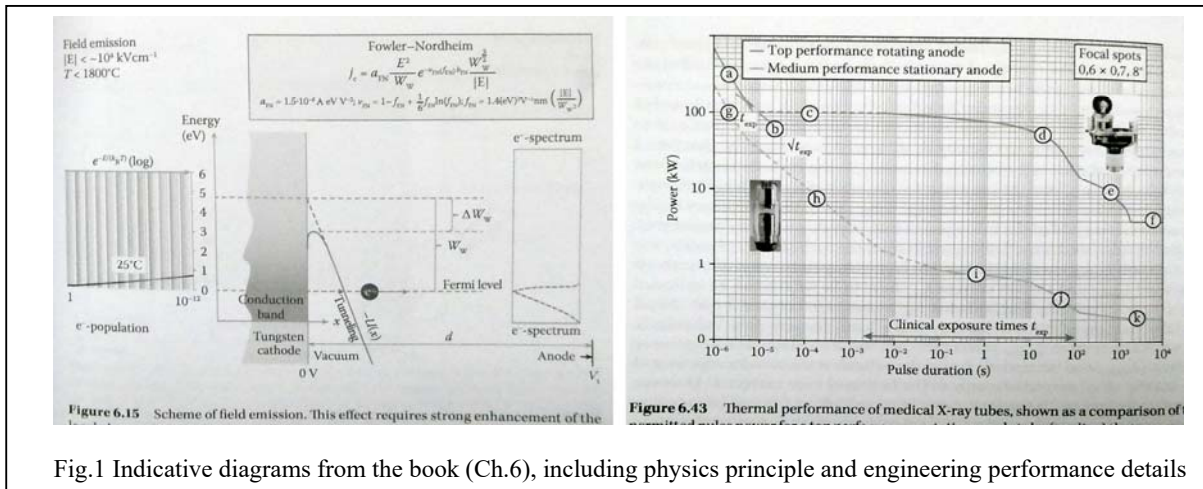 Field emission
|E| < ~10⁴ kVcm⁻¹
T < 1800°C
Fowler–Nordheim
Energy
(eV)
e⁻-spectrum
(log)
6
5
4
3
2
1
0
ΔW_w
W_w
25°C
1
10⁻¹²
e⁻-population
Fermi level
Conduction
band
x
Tunneling
–U(x)
d
Tungsten
cathode
Vacuum
0 V
e⁻-spectrum
Anode
Figure 6.15 Scheme of field emission. This effect requires strong enhancement of the
Top performance rotating anode
Medium performance stationary anode
Focal spots
0,6 × 0,7, 8°
Power (kW)
100
10
1
0
a
g
t_exp
b
c
√t_exp
d
h
e
f
i
j
k
Clinical exposure times t_exp
10⁻⁶ 10⁻⁵ 10⁻⁴ 10⁻³ 10⁻² 10⁻¹ 1 10¹ 10² 10³ 10⁴
Pulse duration (s)
Figure 6.43 Thermal performance of medical X-ray tubes, shown as a comparison of
Fig.1 Indicative diagrams from the book (Ch.6), including physics principle and engineering performance details